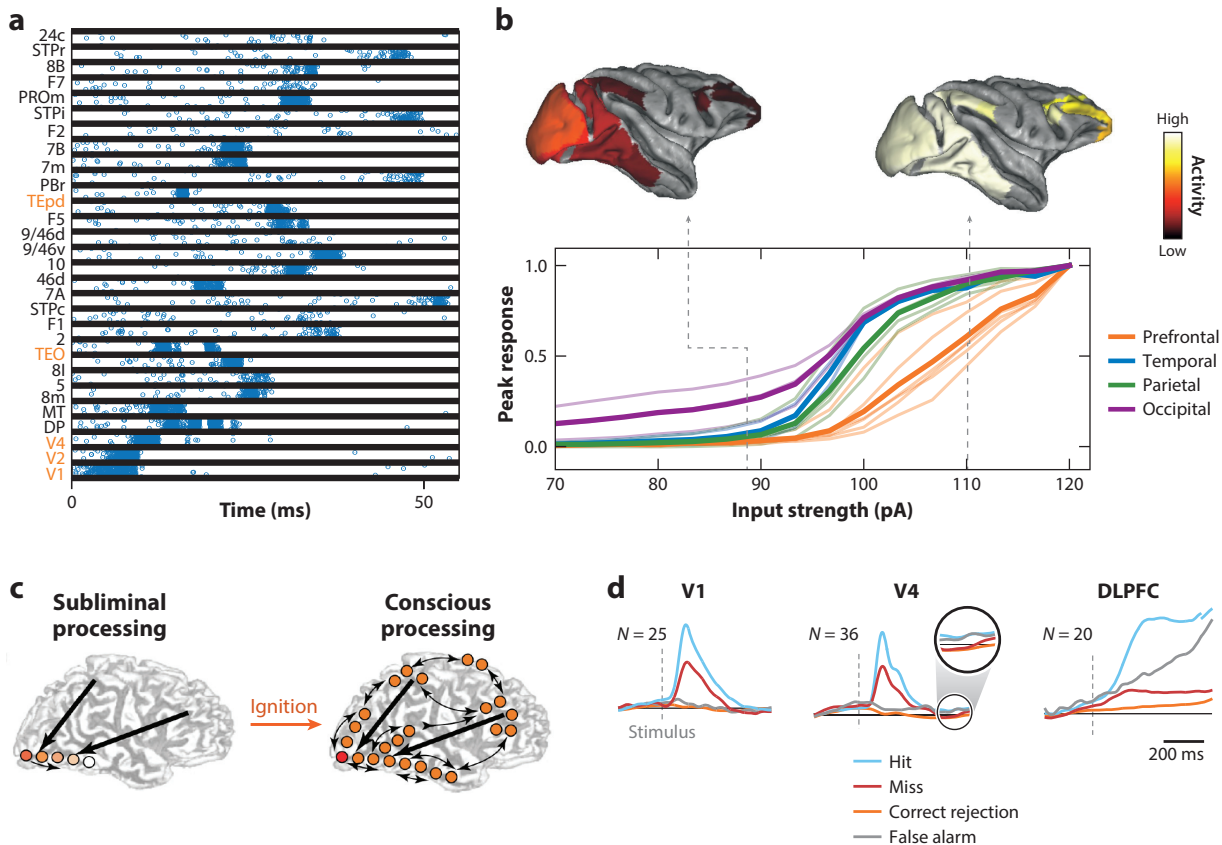 a
24c
STPr
8B
F7
PROm
STPi
F2
7B
7m
PBr
TEpd
F5
9/46d
9/46v
10
46d
7A
STPc
F1
2
TEO
8l
5
8m
MT
DP
V4
V2
V1
0
50
Time (ms)
b
High
Activity
Low
1.0
0.5
0.0
Peak response
70
80
90
100
110
120
Input strength (pA)
Prefrontal
Temporal
Parietal
Occipital
c
Subliminal
processing
Ignition
Conscious
processing
d
V1
N = 25
Stimulus
V4
N = 36
DLPFC
N = 20
200 ms
Hit
Miss
Correct rejection
False alarm